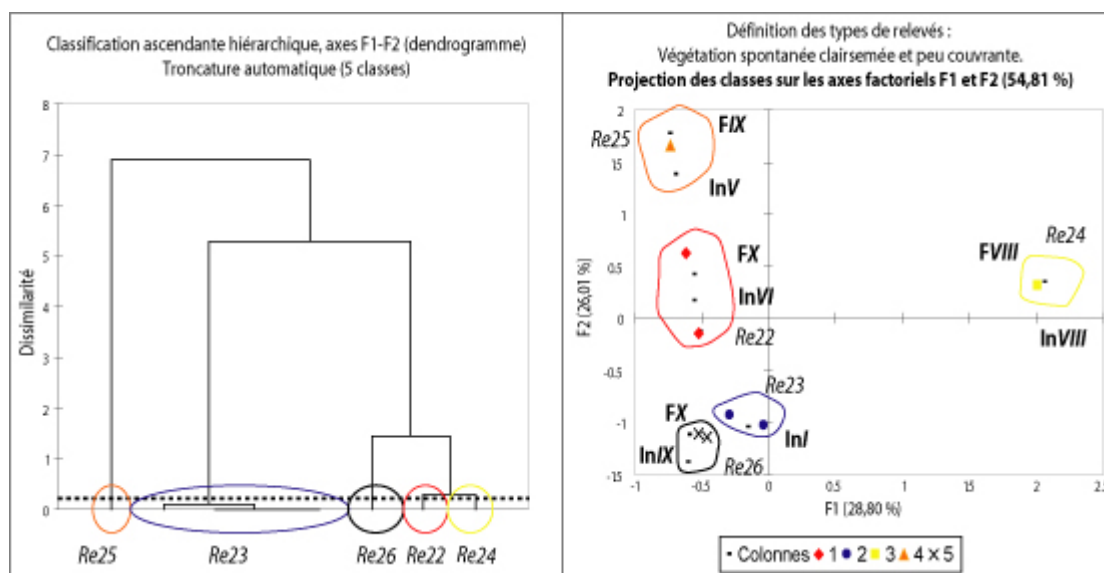 Classification ascendante hiérarchique, axes F1-F2 (dendrogramme)
Troncature automatique (5 classes)
Dissimilarité
8
7
6
5
4
3
2
1
0
Re25
Re23
Re26
Re22
Re24
Définition des types de relevés :
Végétation spontanée clairsemée et peu couvrante.
Projection des classes sur les axes factoriels F1 et F2 (54,81 %)
F2 (26,01 %)
2
15
1
0.5
0
-0.5
-1
-15
Re25
FIX
InV
FX
InVI
Re22
Re24
FVIII
InVIII
Re23
FX
InI
InIX
Re26
-1
-0.5
0
0.5
1
1.5
2
2.5
F1 (28,80 %)
Colonnes 1 2 3 4 × 5